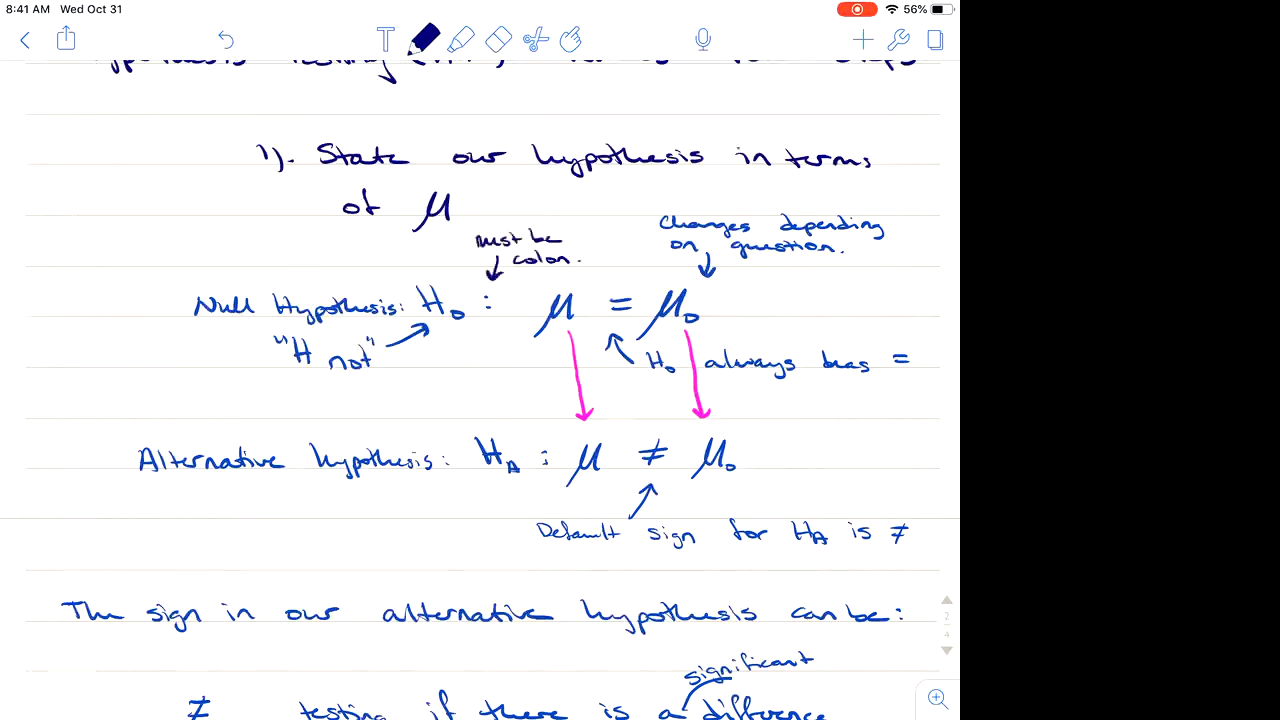 8:41 AM Wed Oct 31
56%
T
1). State our hypothesis in terms
of μ
must be
colon.
Changes depending
on question.
Null Hypothesis: H₀ : μ = μ₀
"H not"
H₀ always has =
Alternative hypothesis: Hₐ : μ ≠ μ₀
Default sign for Hₐ is ≠
The sign in our alternative hypothesis can be:
significant
≠ testing if there is a difference
2
4